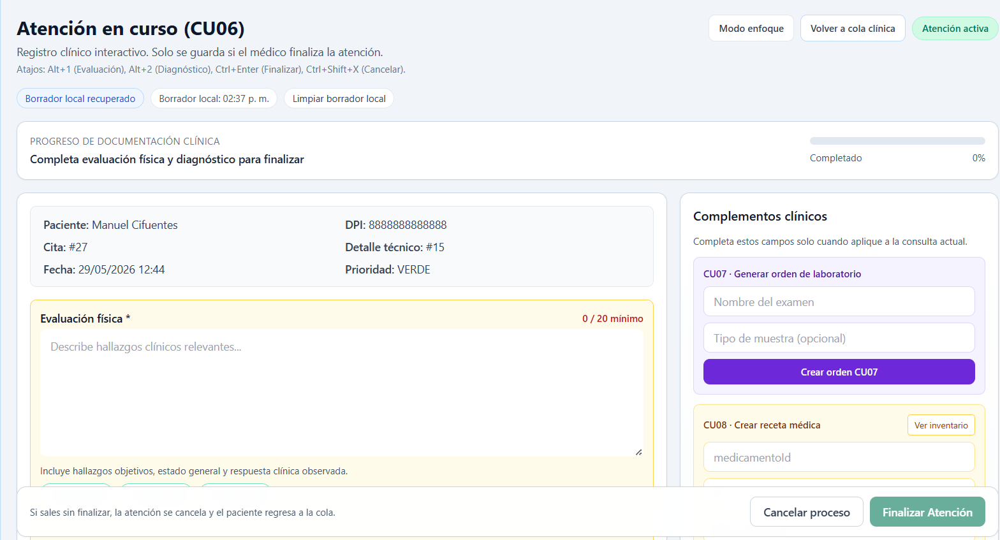 Atención en curso (CU06)
Modo enfoque
Volver a cola clínica
Atención activa
Registro clínico interactivo. Solo se guarda si el médico finaliza la atención.
Atajos: Alt+1 (Evaluación), Alt+2 (Diagnóstico), Ctrl+Enter (Finalizar), Ctrl+Shift+X (Cancelar).
Borrador local recuperado
Borrador local: 02:37 p. m.
Limpiar borrador local
PROGRESO DE DOCUMENTACIÓN CLÍNICA
Completa evaluación física y diagnóstico para finalizar
Completado
0%
Paciente: Manuel Cifuentes
DPI: 8888888888888
Cita: #27
Detalle técnico: #15
Fecha: 29/05/2026 12:44
Prioridad: VERDE
Evaluación física *
0 / 20 mínimo
Describe hallazgos clínicos relevantes...
Incluye hallazgos objetivos, estado general y respuesta clínica observada.
Complementos clínicos
Completa estos campos solo cuando aplique a la consulta actual.
CU07 · Generar orden de laboratorio
Nombre del examen
Tipo de muestra (opcional)
Crear orden CU07
CU08 · Crear receta médica
Ver inventario
medicamentoId
Si sales sin finalizar, la atención se cancela y el paciente regresa a la cola.
Cancelar proceso
Finalizar Atención